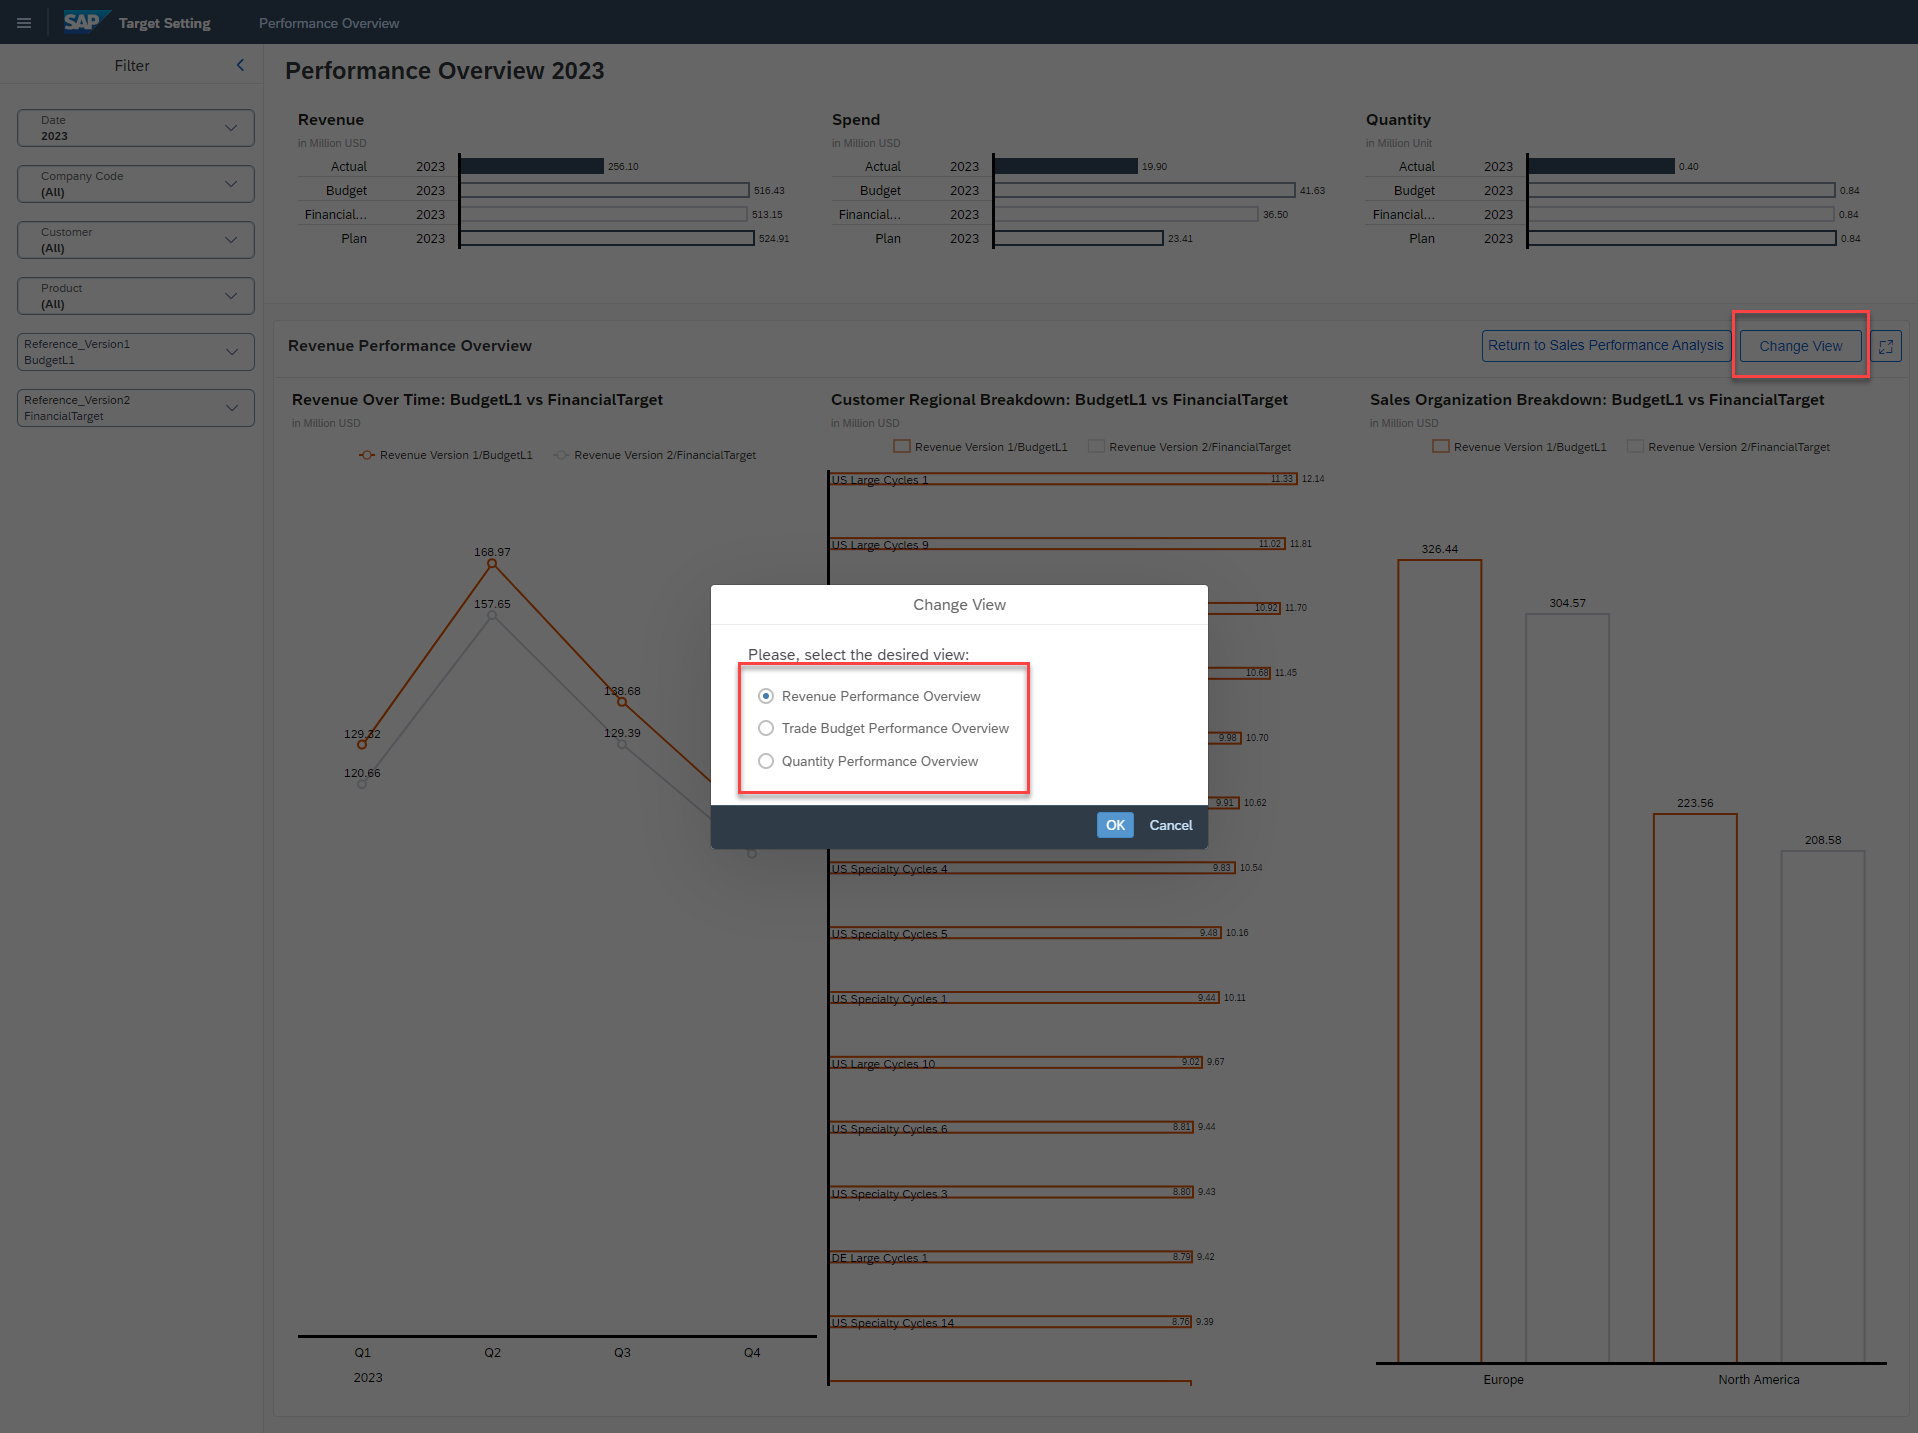 SAP Target Setting Performance Overview
Filter
Date
2023
Company Code
(All)
Customer
(All)
Product
(All)
Reference_Version1
BudgetL1
Reference_Version2
FinancialTarget
Performance Overview 2023
Revenue
in Million USD
Actual 2023 256.10
Budget 2023 516.43
Financial... 2023 513.15
Plan 2023 524.91
Spend
in Million USD
Actual 2023 19.90
Budget 2023 41.63
Financial... 2023 36.50
Plan 2023 23.41
Quantity
in Million Unit
Actual 2023 0.40
Budget 2023 0.84
Financial... 2023 0.84
Plan 2023 0.84
Revenue Performance Overview
Return to Sales Performance Analysis
Change View
Revenue Over Time: BudgetL1 vs FinancialTarget
in Million USD
Revenue Version 1/BudgetL1 Revenue Version 2/FinancialTarget
168.97
157.65
138.68
129.32
129.39
120.66
Q1 Q2 Q3 Q4
2023
Customer Regional Breakdown: BudgetL1 vs FinancialTarget
in Million USD
Revenue Version 1/BudgetL1 Revenue Version 2/FinancialTarget
US Large Cycles 1 11.33 12.14
US Large Cycles 9 11.02 11.81
10.92 11.70
10.68 11.45
9.98 10.70
9.91 10.62
US Specialty Cycles 4 9.83 10.54
US Specialty Cycles 5 9.48 10.16
US Specialty Cycles 1 9.44 10.11
US Large Cycles 10 9.02 9.67
US Specialty Cycles 6 8.81 9.44
US Specialty Cycles 3 8.80 9.43
DE Large Cycles 1 8.79 9.42
US Specialty Cycles 14 8.76 9.39
Sales Organization Breakdown: BudgetL1 vs FinancialTarget
in Million USD
Revenue Version 1/BudgetL1 Revenue Version 2/FinancialTarget
326.44
304.57
223.56
208.58
Europe North America
Change View
Please, select the desired view:
Revenue Performance Overview
Trade Budget Performance Overview
Quantity Performance Overview
OK Cancel